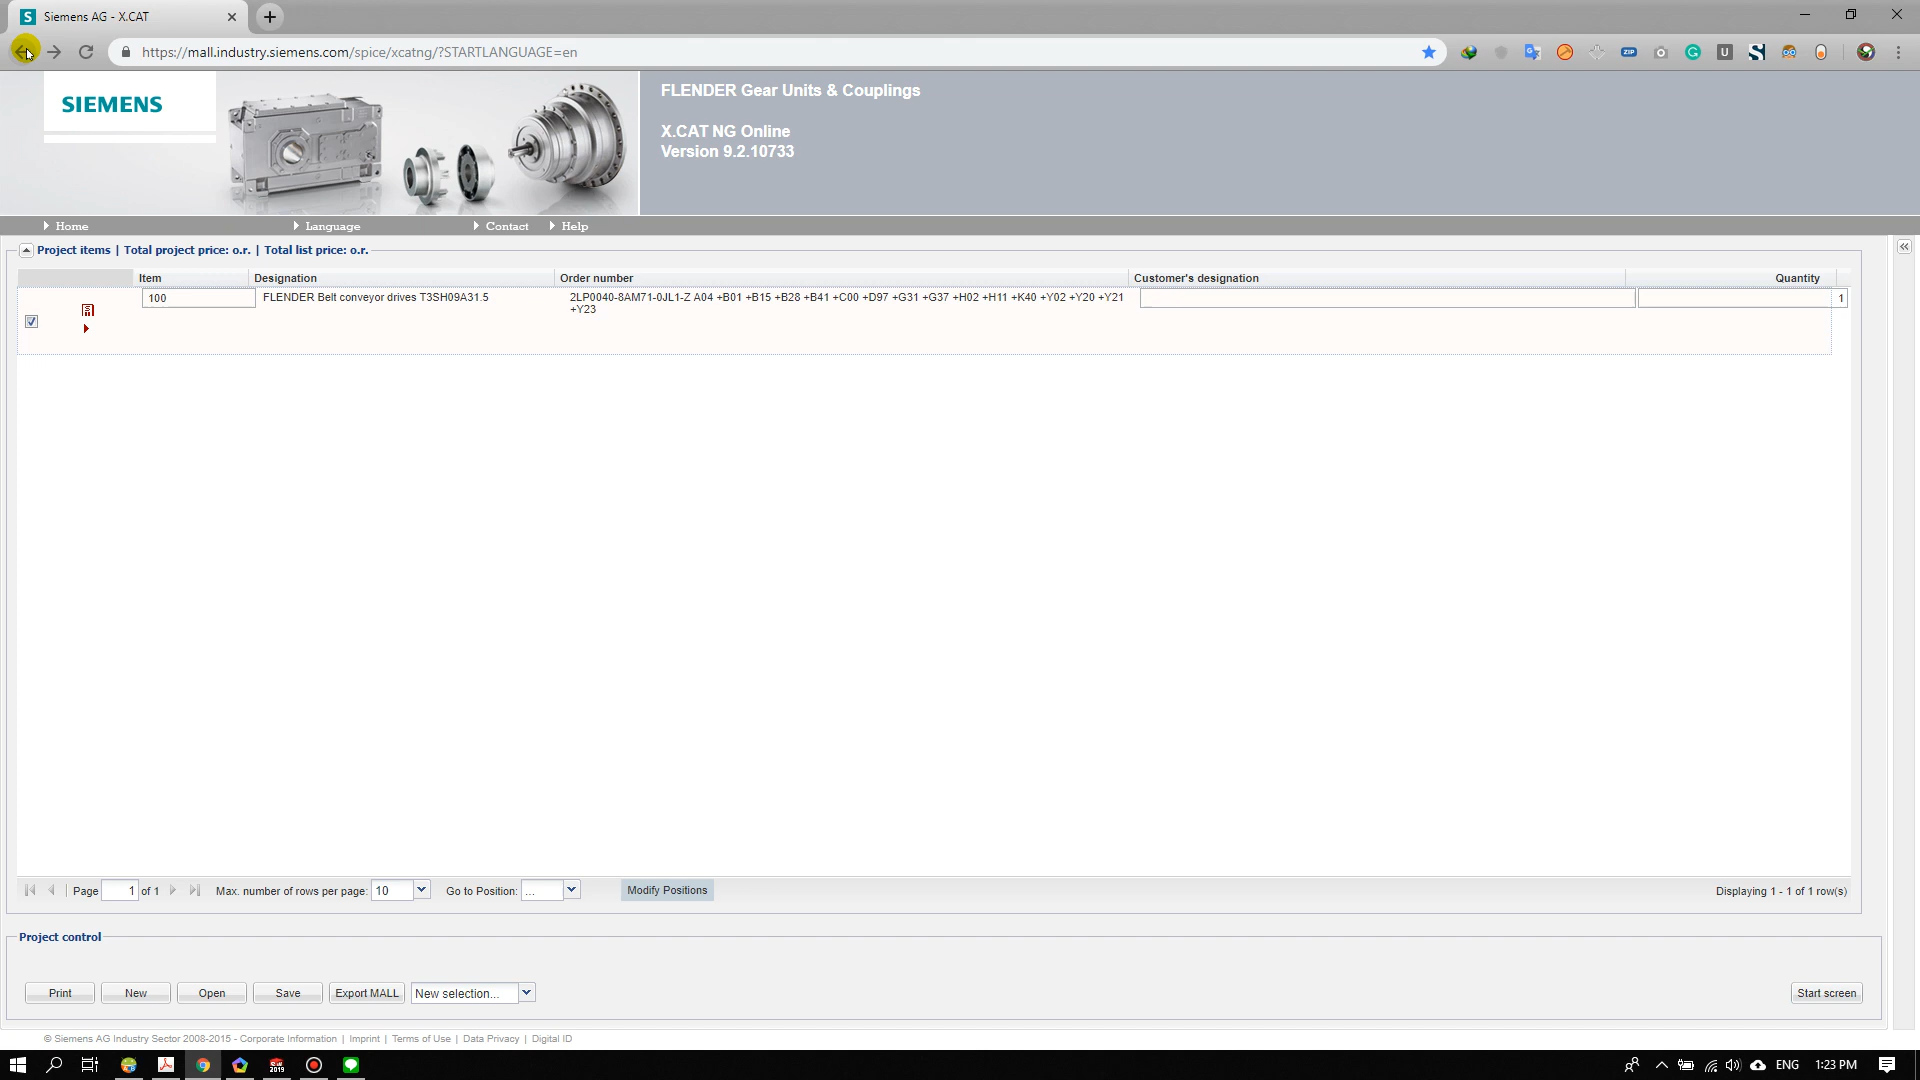 Siemens AG - X.CAT
https://mall.industry.siemens.com/spice/xcatng/?STARTLANGUAGE=en
SIEMENS
FLENDER Gear Units & Couplings
X.CAT NG Online
Version 9.2.10733
Home
Language
Contact
Help
Project items | Total project price: o.r. | Total list price: o.r.
Item Designation Order number Customer's designation Quantity
100 FLENDER Belt conveyor drives T3SH09A31.5 2LP0040-8AM71-0JL1-Z A04 +B01 +B15 +B28 +B41 +C00 +D97 +G31 +G37 +H02 +H11 +K40 +Y02 +Y20 +Y21 1
+Y23
Page 1 of 1 Max. number of rows per page: 10 Go to Position: ... Modify Positions Displaying 1 - 1 of 1 row(s)
Project control
Print New Open Save Export MALL New selection... Start screen
© Siemens AG Industry Sector 2008-2015 - Corporate Information | Imprint | Terms of Use | Data Privacy | Digital ID
ENG 1:23 PM